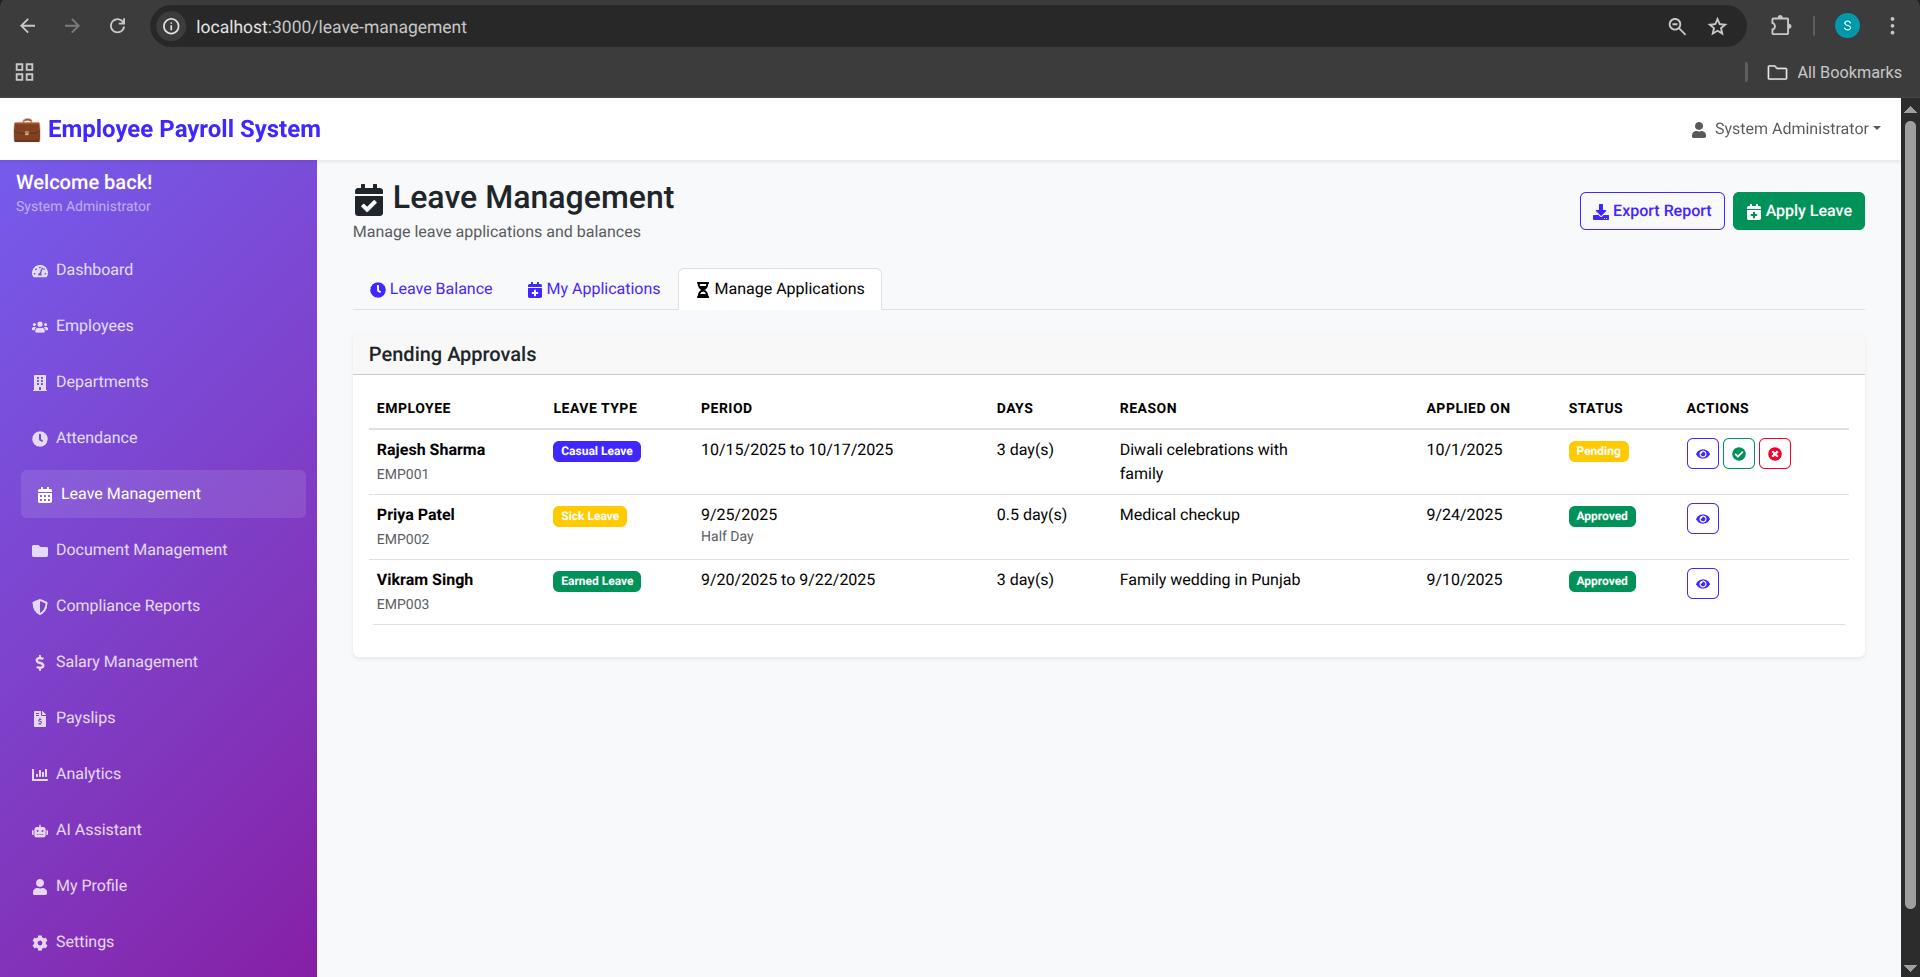 localhost:3000/leave-management
S
All Bookmarks
Employee Payroll System
System Administrator
Welcome back!
System Administrator
Dashboard
Employees
Departments
Attendance
Leave Management
Document Management
Compliance Reports
Salary Management
Payslips
Analytics
AI Assistant
My Profile
Settings
Leave Management
Manage leave applications and balances
Export Report
Apply Leave
Leave Balance
My Applications
Manage Applications
Pending Approvals
EMPLOYEE LEAVE TYPE PERIOD DAYS REASON APPLIED ON STATUS ACTIONS
Rajesh Sharma Casual Leave 10/15/2025 to 10/17/2025 3 day(s) Diwali celebrations with 10/1/2025 Pending
EMP001 family
Priya Patel Sick Leave 9/25/2025 0.5 day(s) Medical checkup 9/24/2025 Approved
EMP002 Half Day
Vikram Singh Earned Leave 9/20/2025 to 9/22/2025 3 day(s) Family wedding in Punjab 9/10/2025 Approved
EMP003